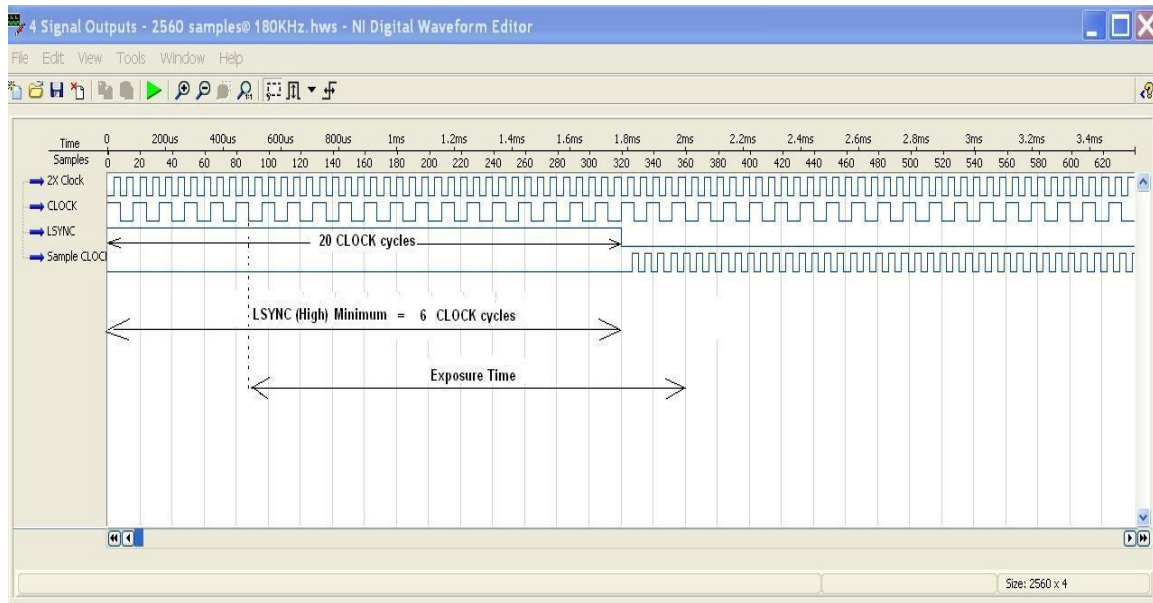 4 Signal Outputs - 2560 samples@ 180KHz.hws - NI Digital Waveform Editor
File Edit View Tools Window Help
Time 0 200us 400us 600us 800us 1ms 1.2ms 1.4ms 1.6ms 1.8ms 2ms 2.2ms 2.4ms 2.6ms 2.8ms 3ms 3.2ms 3.4ms
Samples 0 20 40 60 80 100 120 140 160 180 200 220 240 260 280 300 320 340 360 380 400 420 440 460 480 500 520 540 560 580 600 620
2X Clock
CLOCK
LSYNC
20 CLOCK cycles
Sample CLOC
LSYNC (High) Minimum = 6 CLOCK cycles
Exposure Time
Size: 2560 x 4